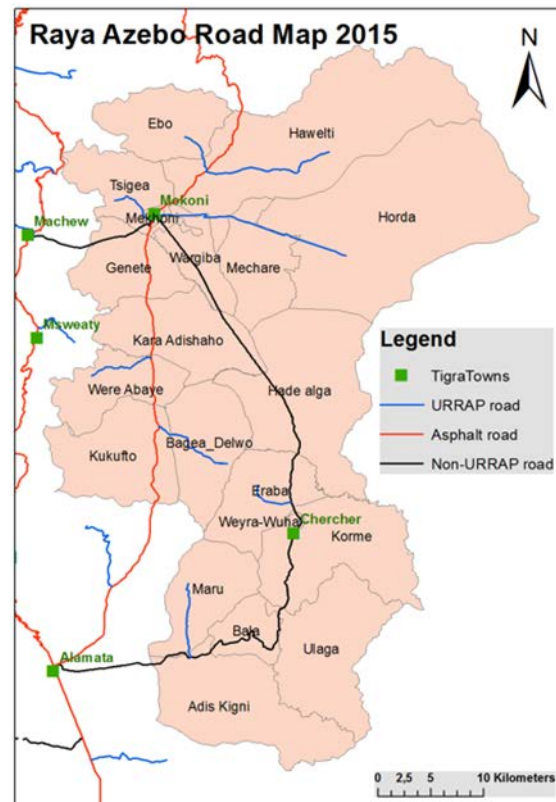 Raya Azebo Road Map 2015
N
Ebo
Hawelti
Tsigea
Mekoni
Mekhoni
Horda
Machew
Wargiba
Genete
Mechare
Msweaty
Kara Adishaho
Legend
TigraTowns
URRAP road
Asphalt road
Non-URRAP road
Were Abaye
Hade alga
Kukufto
Bagea_Delwo
Eraba
Weyra-Wuha
Chercher
Korme
Maru
Bala
Ulaga
Alamata
Adis Kigni
0 2,5 5 10 Kilometers